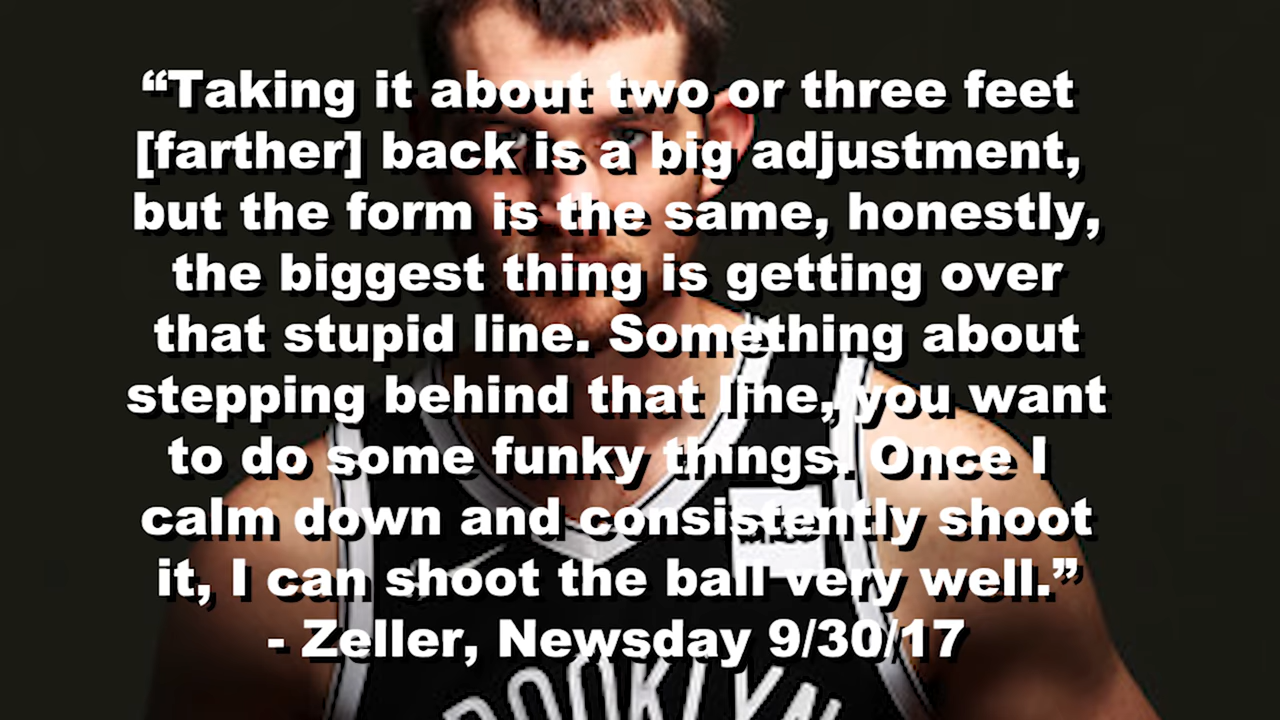 “Taking it about two or three feet
[farther] back is a big adjustment,
but the form is the same, honestly,
the biggest thing is getting over
that stupid line. Something about
stepping behind that line, you want
to do some funky things. Once I
calm down and consistently shoot
it, I can shoot the ball very well.”
- Zeller, Newsday 9/30/17
BROOKLYN